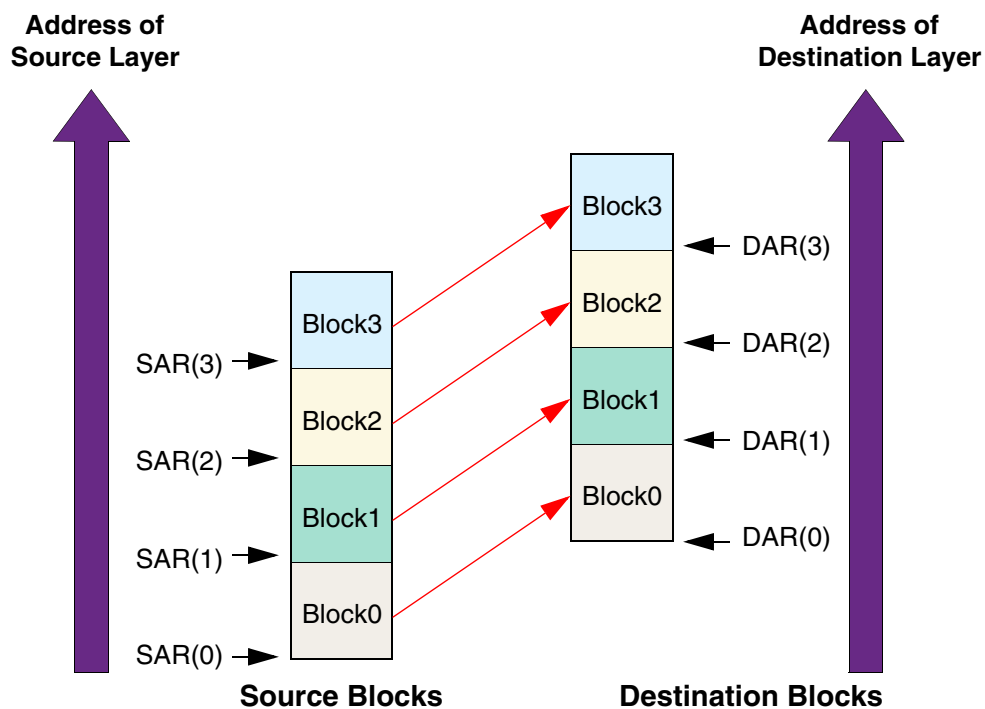 Address of
Source Layer
Address of
Destination Layer
Block3
Block2
Block1
Block0
SAR(3)
SAR(2)
SAR(1)
SAR(0)
Block3
Block2
Block1
Block0
DAR(3)
DAR(2)
DAR(1)
DAR(0)
Source Blocks
Destination Blocks